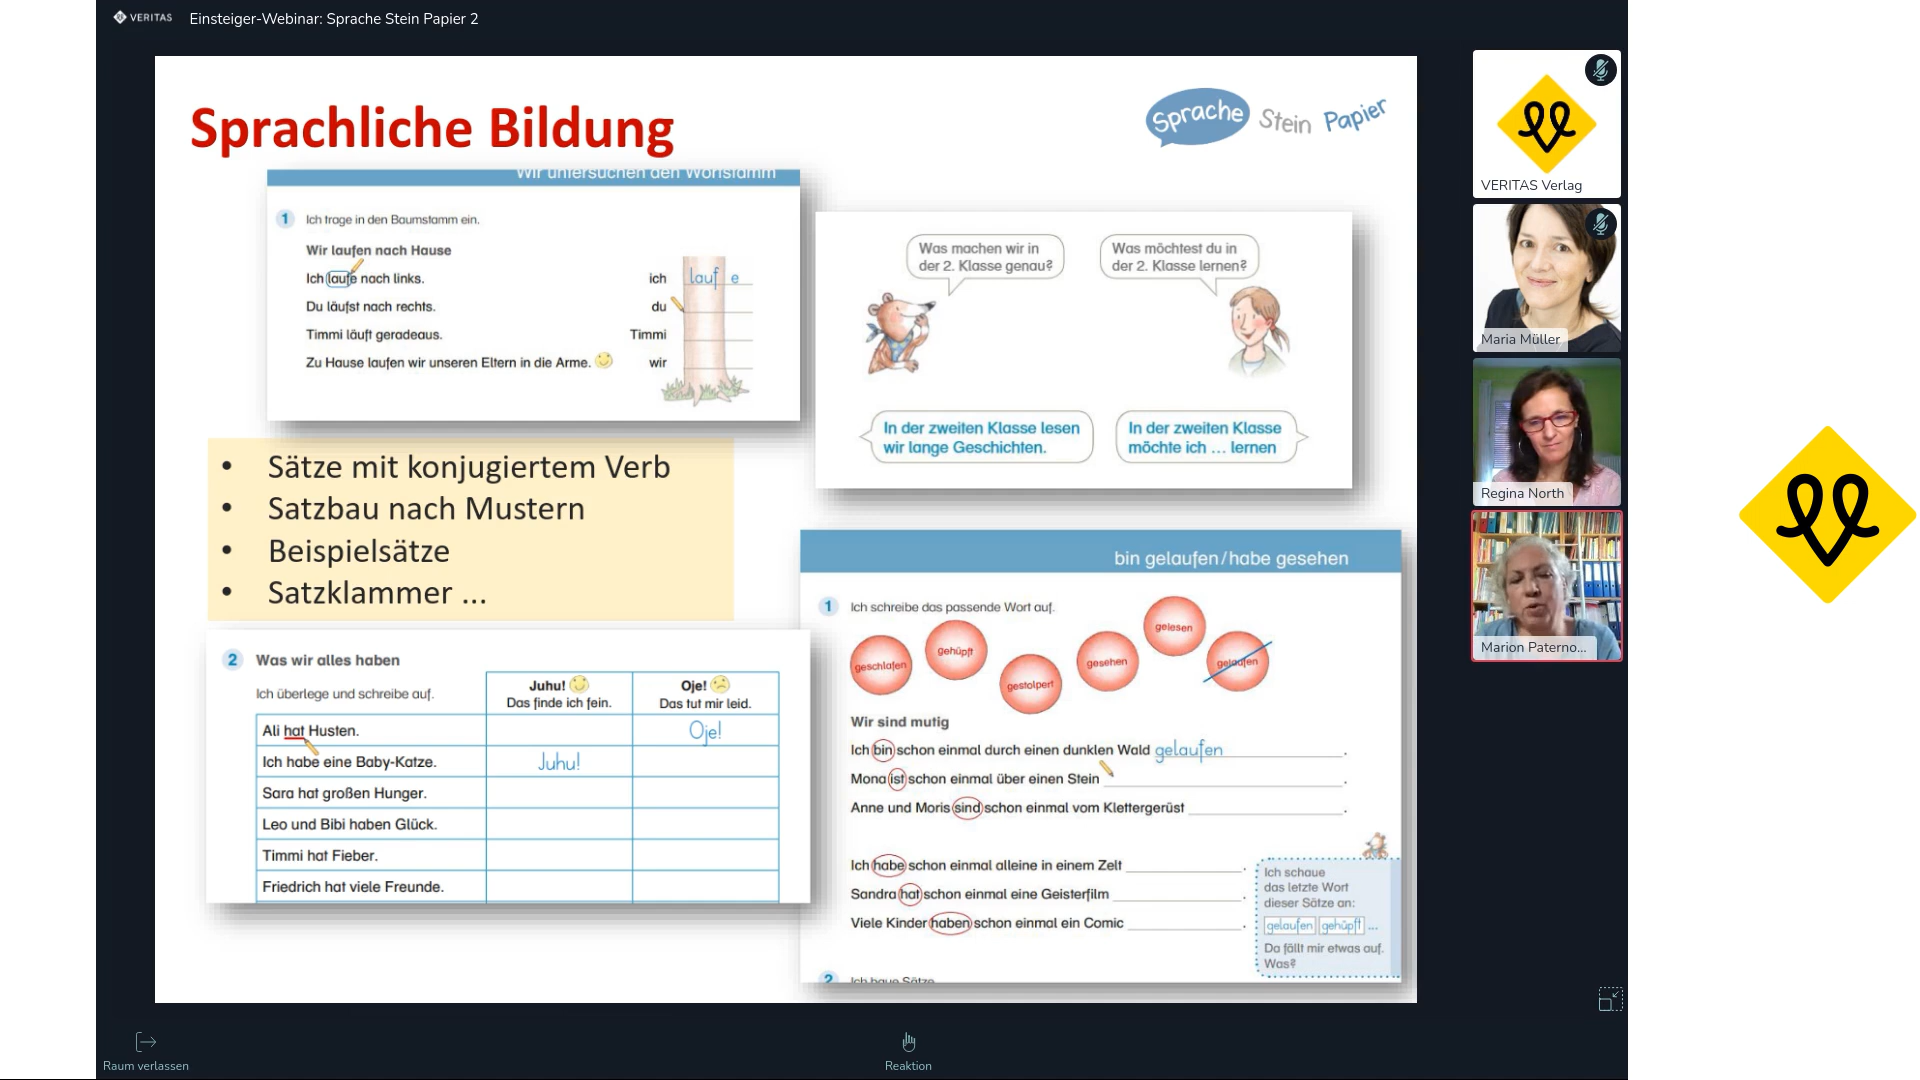 VERITAS
Einsteiger-Webinar: Sprache Stein Papier 2
Sprachliche Bildung
Sprache Stein Papier
Wir untersuchen den Wortstamm
1 Ich trage in den Baumstamm ein.
Wir laufen nach Hause
Ich laufe nach links.
Du läufst nach rechts.
Timmi läuft geradeaus.
Zu Hause laufen wir unseren Eltern in die Arme.
ich lauf e
du
Timmi
wir
Was machen wir in
der 2. Klasse genau?
Was möchtest du in
der 2. Klasse lernen?
In der zweiten Klasse lesen
wir lange Geschichten.
In der zweiten Klasse
möchte ich ... lernen
• Sätze mit konjugiertem Verb
• Satzbau nach Mustern
• Beispielsätze
• Satzklammer ...
2 Was wir alles haben
Ich überlege und schreibe auf.
Juhu!
Das finde ich fein.
Oje!
Das tut mir leid.
Ali hat Husten. Oje!
Ich habe eine Baby-Katze. Juhu!
Sara hat großen Hunger.
Leo und Bibi haben Glück.
Timmi hat Fieber.
Friedrich hat viele Freunde.
bin gelaufen/habe gesehen
1 Ich schreibe das passende Wort auf.
geschlafen
gehüpft
gestolpert
gesehen
gelesen
gelaufen
Wir sind mutig
Ich bin schon einmal durch einen dunklen Wald gelaufen.
Mona ist schon einmal über einen Stein .
Anne und Moris sind schon einmal vom Klettergerüst .
Ich habe schon einmal alleine in einem Zelt .
Sandra hat schon einmal eine Geisterfilm .
Viele Kinder haben schon einmal ein Comic .
Ich schaue
das letzte Wort
dieser Sätze an:
gelaufen gehüpft ...
Da fällt mir etwas auf.
Was?
2 Ich baue Sätze
VERITAS Verlag
Maria Müller
Regina North
Marion Paterno...
Raum verlassen
Reaktion